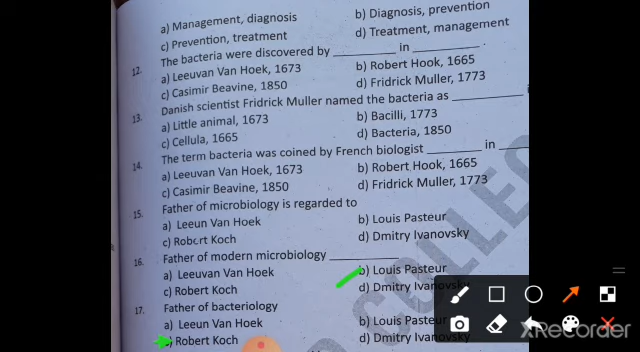 a) Management, diagnosis b) Diagnosis, prevention
c) Prevention, treatment d) Treatment, management
12. The bacteria were discovered by __________ in __________.
a) Leeuvan Van Hoek, 1673 b) Robert Hook, 1665
c) Casimir Beavine, 1850 d) Fridrick Muller, 1773
13. Danish scientist Fridrick Muller named the bacteria as __________
a) Little animal, 1673 b) Bacilli, 1773
c) Cellula, 1665 d) Bacteria, 1850
14. The term bacteria was coined by French biologist ________ in ____
a) Leeuvan Van Hoek, 1673 b) Robert Hook, 1665
c) Casimir Beavine, 1850 d) Fridrick Muller, 1773
15. Father of microbiology is regarded to
a) Leeun Van Hoek b) Louis Pasteur
c) Robert Koch d) Dmitry Ivanovsky
16. Father of modern microbiology __________
a) Leeuvan Van Hoek b) Louis Pasteur
c) Robert Koch d) Dmitry Ivanovsky
17. Father of bacteriology
a) Leeun Van Hoek b) Louis Pasteur
c) Robert Koch d) Dmitry Ivanovsky
COLLEG
XRecorder